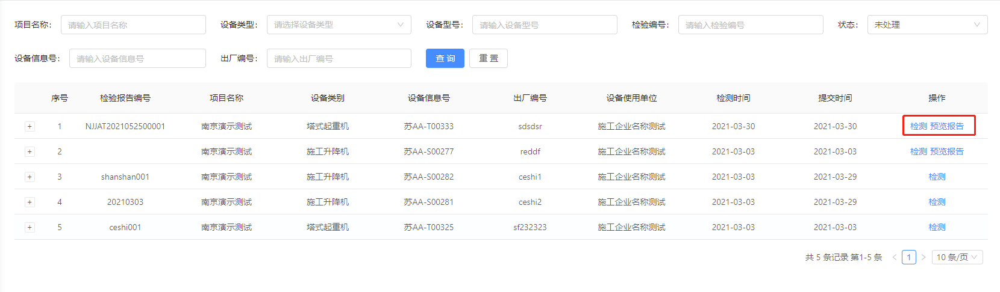 项目名称： 请输入项目名称 设备类型： 请选择设备类型 设备型号： 请输入设备型号 检验编号： 请输入检验编号 状态： 未处理
设备信息号： 请输入设备信息号 出厂编号： 请输入出厂编号 查 询 重 置
序号 检验报告编号 项目名称 设备类别 设备信息号 出厂编号 设备使用单位 检测时间 提交时间 操作
+ 1 NJJAT2021052500001 南京演示测试 塔式起重机 苏AA-T00333 sdsdsr 施工企业名称测试 2021-03-30 2021-03-30 检测 预览报告
+ 2 南京演示测试 施工升降机 苏AA-S00277 reddf 施工企业名称测试 2021-03-03 2021-03-03 检测 预览报告
+ 3 shanshan001 南京演示测试 施工升降机 苏AA-S00282 ceshi1 施工企业名称测试 2021-03-03 2021-03-29 检测
+ 4 20210303 南京演示测试 施工升降机 苏AA-S00281 ceshi2 施工企业名称测试 2021-03-03 2021-03-29 检测
+ 5 ceshi001 南京演示测试 塔式起重机 苏AA-T00325 sf232323 施工企业名称测试 2021-03-03 2021-03-03 检测
共 5 条记录 第1-5 条 < 1 > 10 条/页